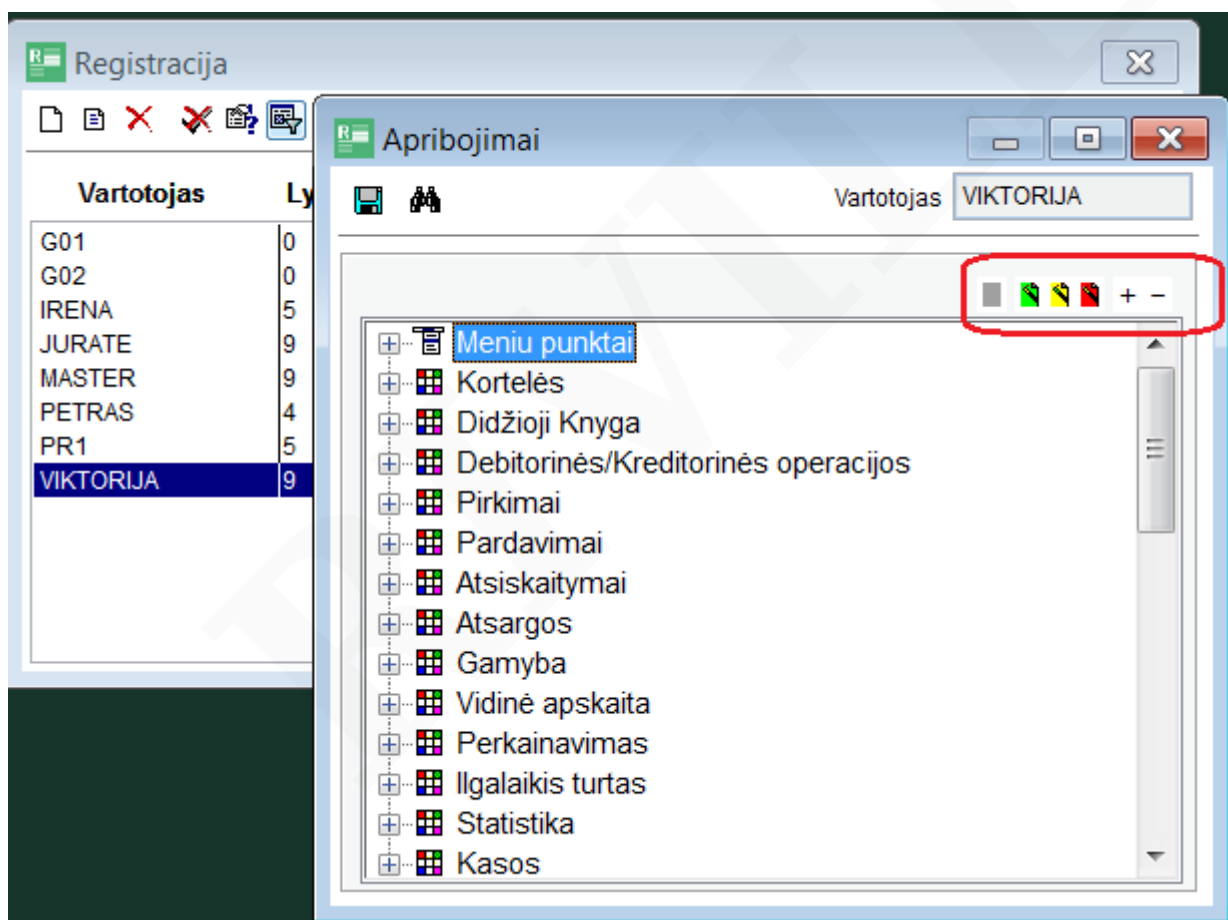 Registracija
Vartotojas Ly
G01 0
G02 0
IRENA 5
JURATE 9
MASTER 9
PETRAS 4
PR1 5
VIKTORIJA 9
Apribojimai
Vartotojas VIKTORIJA
+ −
Meniu punktai
Kortelės
Didžioji Knyga
Debitorinės/Kreditorinės operacijos
Pirkimai
Pardavimai
Atsiskaitymai
Atsargos
Gamyba
Vidinė apskaita
Perkainavimas
Ilgalaikis turtas
Statistika
Kasos